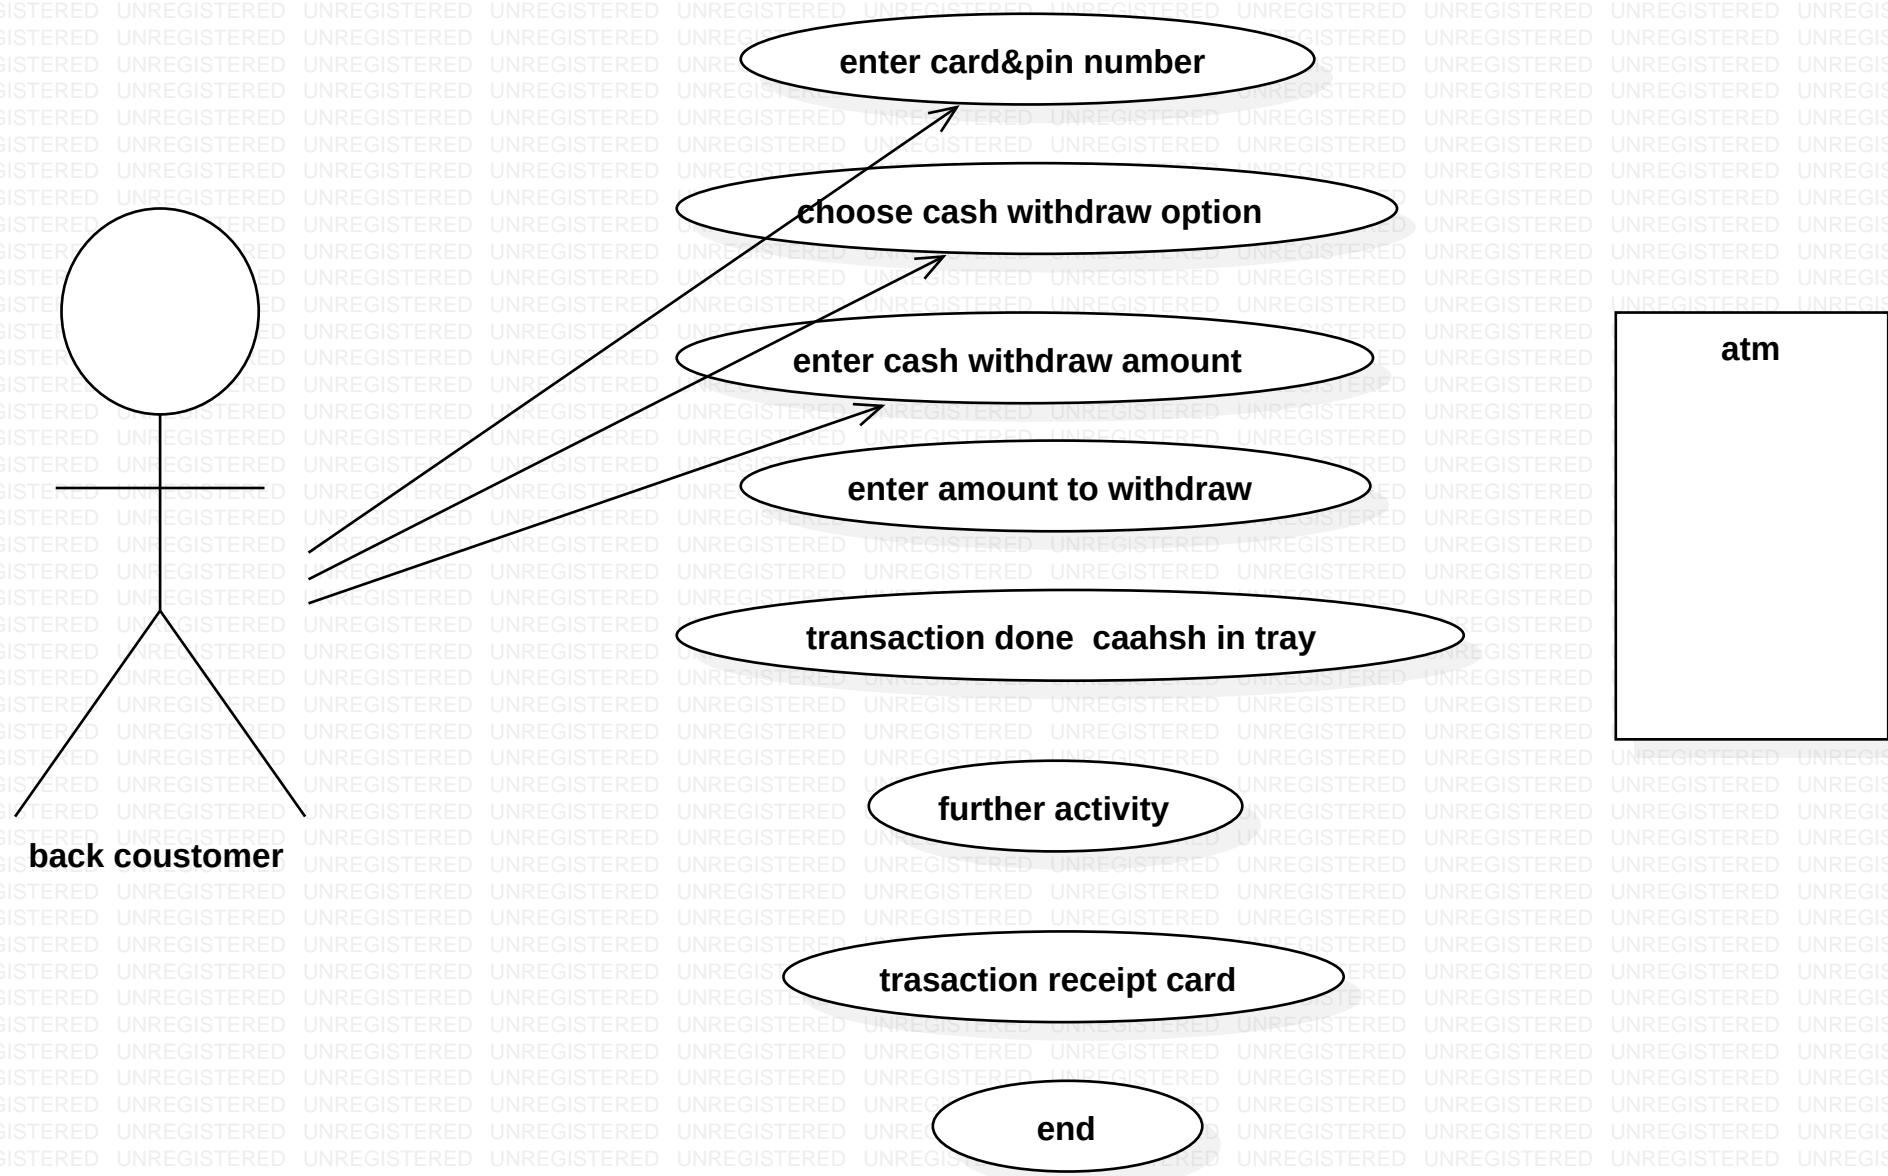 enter card&pin number
choose cash withdraw option
enter cash withdraw amount
atm
enter amount to withdraw
transaction done  caahsh in tray
further activity
back coustomer
trasaction receipt card
end
UNREGISTERED